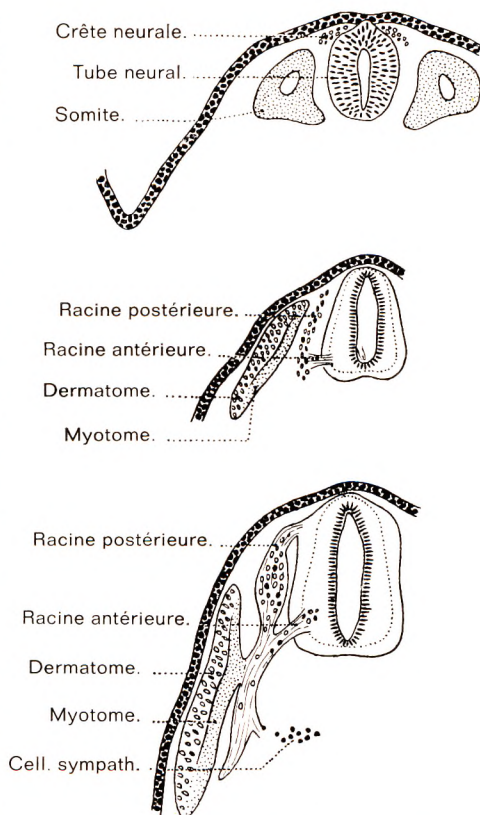 Crête neurale.
Tube neural.
Somite.
Racine postérieure.
Racine antérieure.
Dermatome.
Myotome.
Racine postérieure.
Racine antérieure.
Dermatome.
Myotome.
Cell. sympath.